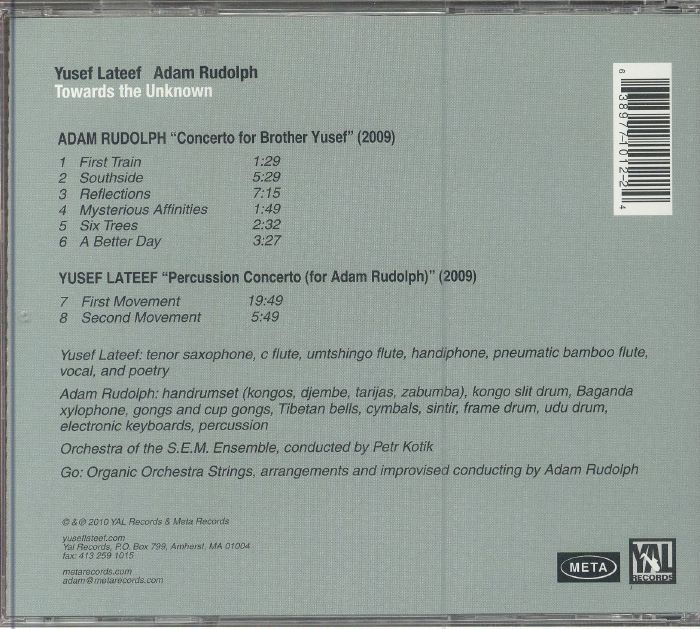 Yusef Lateef Adam Rudolph
Towards the Unknown
ADAM RUDOLPH "Concerto for Brother Yusef" (2009)
1 First Train 1:29
2 Southside 5:29
3 Reflections 7:15
4 Mysterious Affinities 1:49
5 Six Trees 2:32
6 A Better Day 3:27
YUSEF LATEEF "Percussion Concerto (for Adam Rudolph)" (2009)
7 First Movement 19:49
8 Second Movement 5:49
Yusef Lateef: tenor saxophone, c flute, umtshingo flute, handiphone, pneumatic bamboo flute,
vocal, and poetry
Adam Rudolph: handrumset (kongos, djembe, tarijas, zabumba), kongo slit drum, Baganda
xylophone, gongs and cup gongs, Tibetan bells, cymbals, sintir, frame drum, udu drum,
electronic keyboards, percussion
Orchestra of the S.E.M. Ensemble, conducted by Petr Kotik
Go: Organic Orchestra Strings, arrangements and improvised conducting by Adam Rudolph
© & ℗ 2010 YAL Records & Meta Records
yuseflateef.com
Yal Records, P.O. Box 799, Amherst, MA 01004
fax: 413 259 1015
metarecords.com
adam@metarecords.com
6 38977-1012-2 4
META
YAL
RECORDS